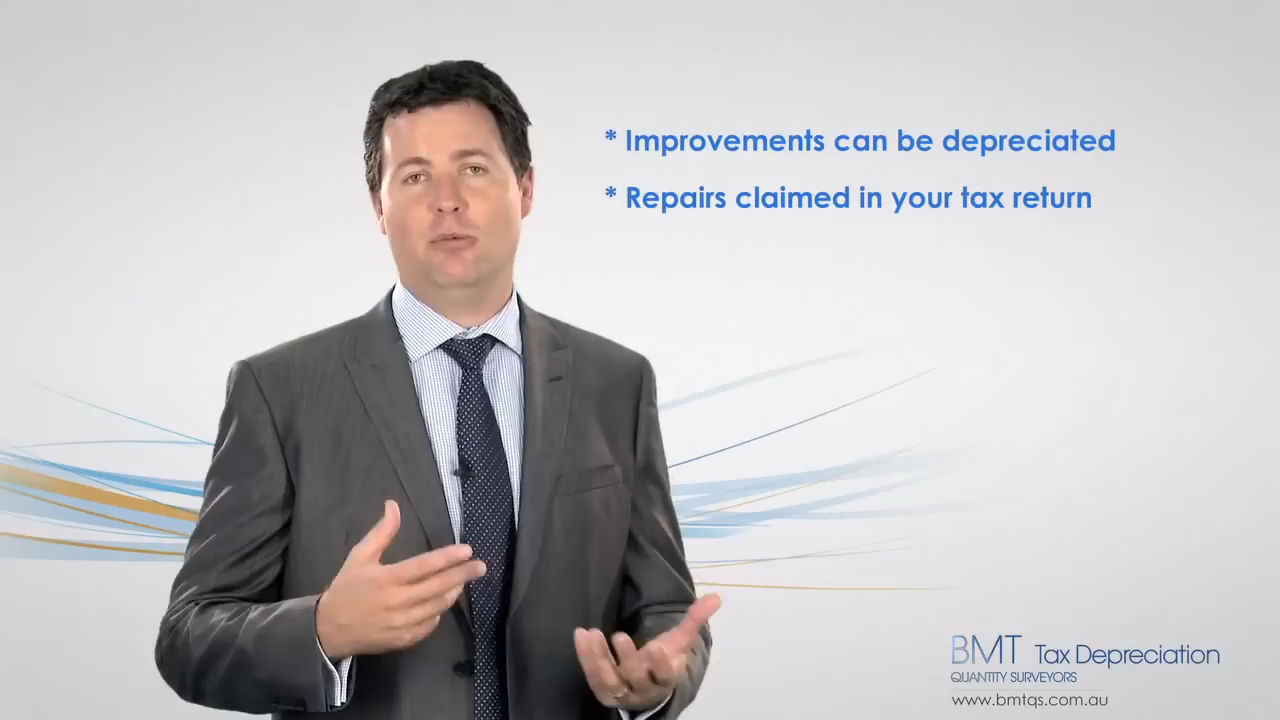 * Improvements can be depreciated
* Repairs claimed in your tax return
BMT Tax Depreciation
QUANTITY SURVEYORS
www.bmtqs.com.au